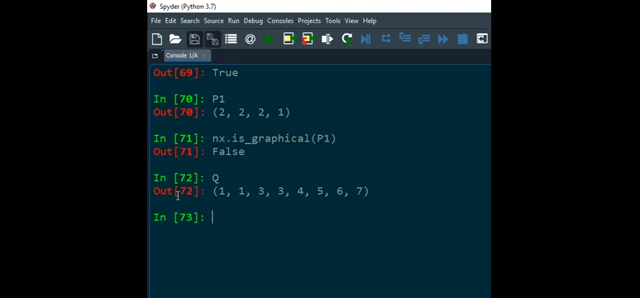 Spyder (Python 3.7)
File Edit Search Source Run Debug Consoles Projects Tools View Help
Console 1/A
Out[69]: True
In [70]: P1
Out[70]: (2, 2, 2, 1)
In [71]: nx.is_graphical(P1)
Out[71]: False
In [72]: Q
Out[72]: (1, 1, 3, 3, 4, 5, 6, 7)
In [73]: